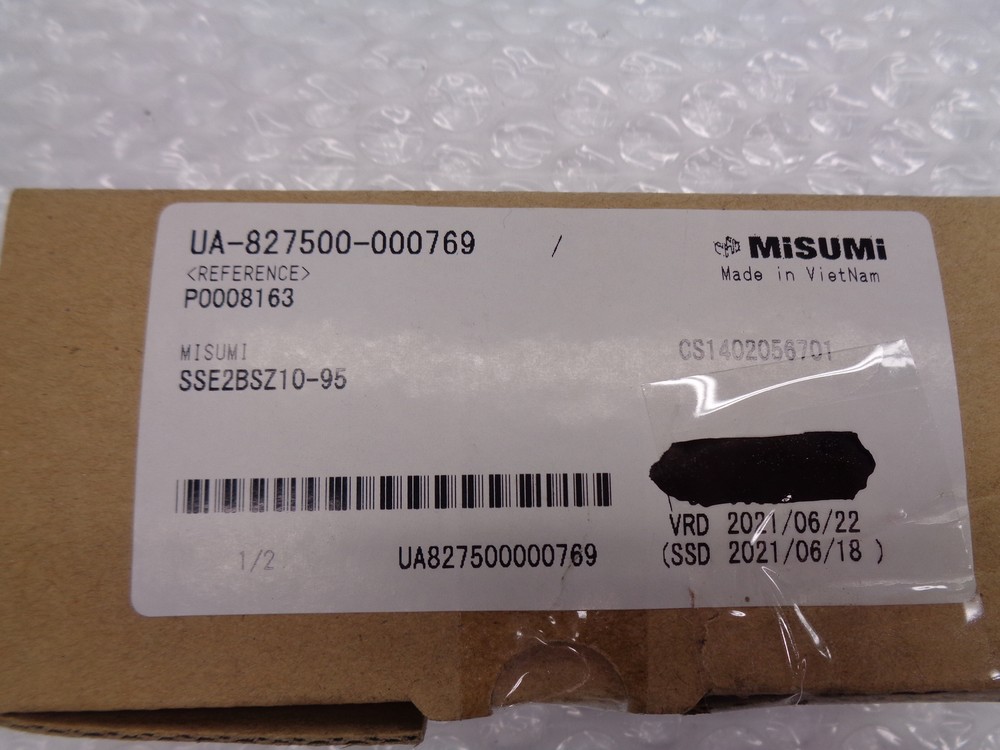 UA-827500-000769 /
MiSUMi
<REFERENCE>
Made in VietNam
P0008163
MISUMI
CS1402056701
SSE2BSZ10-95
VRD 2021/06/22
1/2 UA827500000769
(SSD 2021/06/18 )